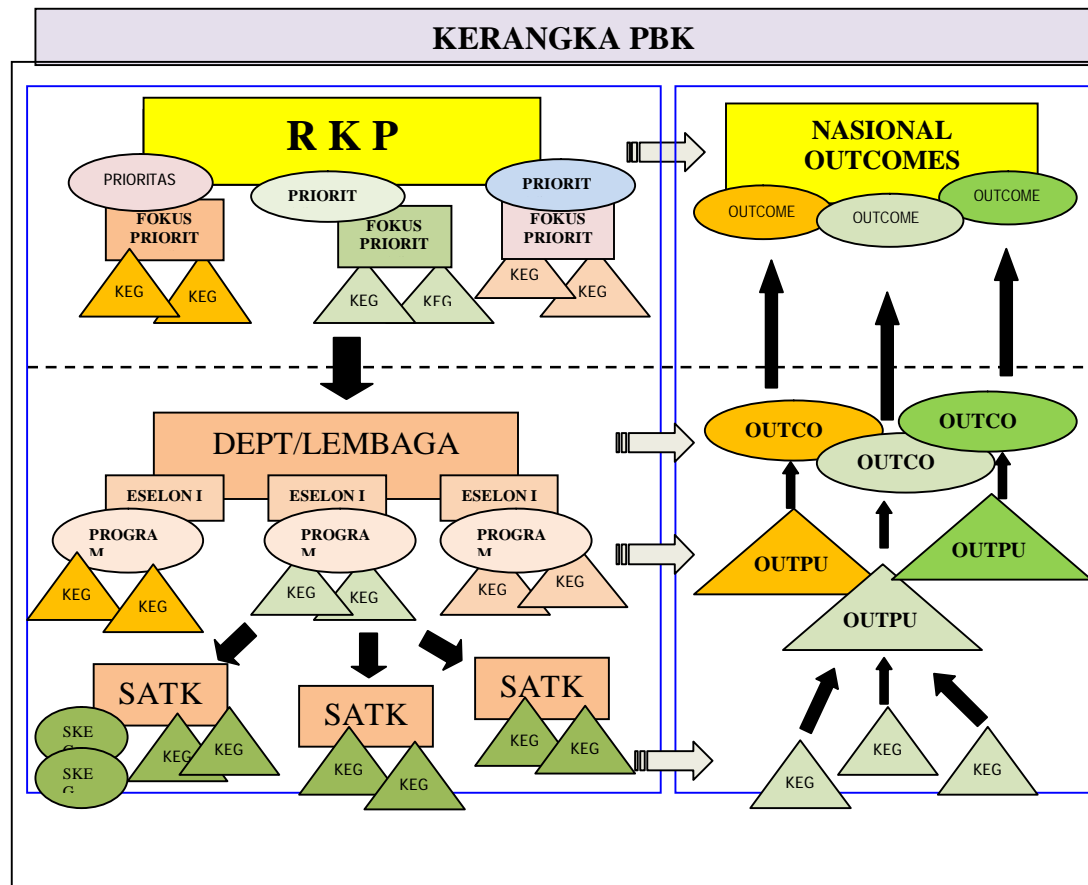 KERANGKA PBK
R K P
PRIORITAS
PRIORIT
PRIORIT
FOKUS
PRIORIT
FOKUS
PRIORIT
FOKUS
PRIORIT
KEG
KEG
KEG
KEG
KEG
KEG
NASIONAL
OUTCOMES
OUTCOME
OUTCOME
OUTCOME
DEPT/LEMBAGA
ESELON I
ESELON I
ESELON I
PROGRA
M
PROGRA
M
PROGRA
M
KEG
KEG
KEG
KEG
KEG
KEG
SATK
SATK
SATK
SKE
G
SKE
G
KEG
KEG
KEG
KEG
KEG
KEG
OUTCO
OUTCO
OUTCO
OUTPU
OUTPU
OUTPU
KEG
KEG
KEG